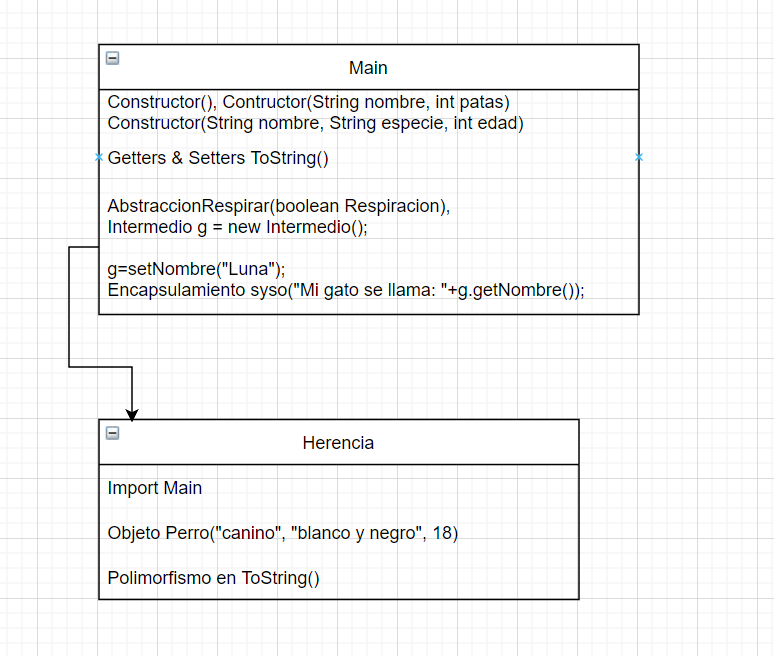 Main
Constructor(), Contructor(String nombre, int patas)
Constructor(String nombre, String especie, int edad)
Getters & Setters ToString()
AbstraccionRespirar(boolean Respiracion),
Intermedio g = new Intermedio();
g=setNombre("Luna");
Encapsulamiento syso("Mi gato se llama: "+g.getNombre());
Herencia
Import Main
Objeto Perro("canino", "blanco y negro", 18)
Polimorfismo en ToString()